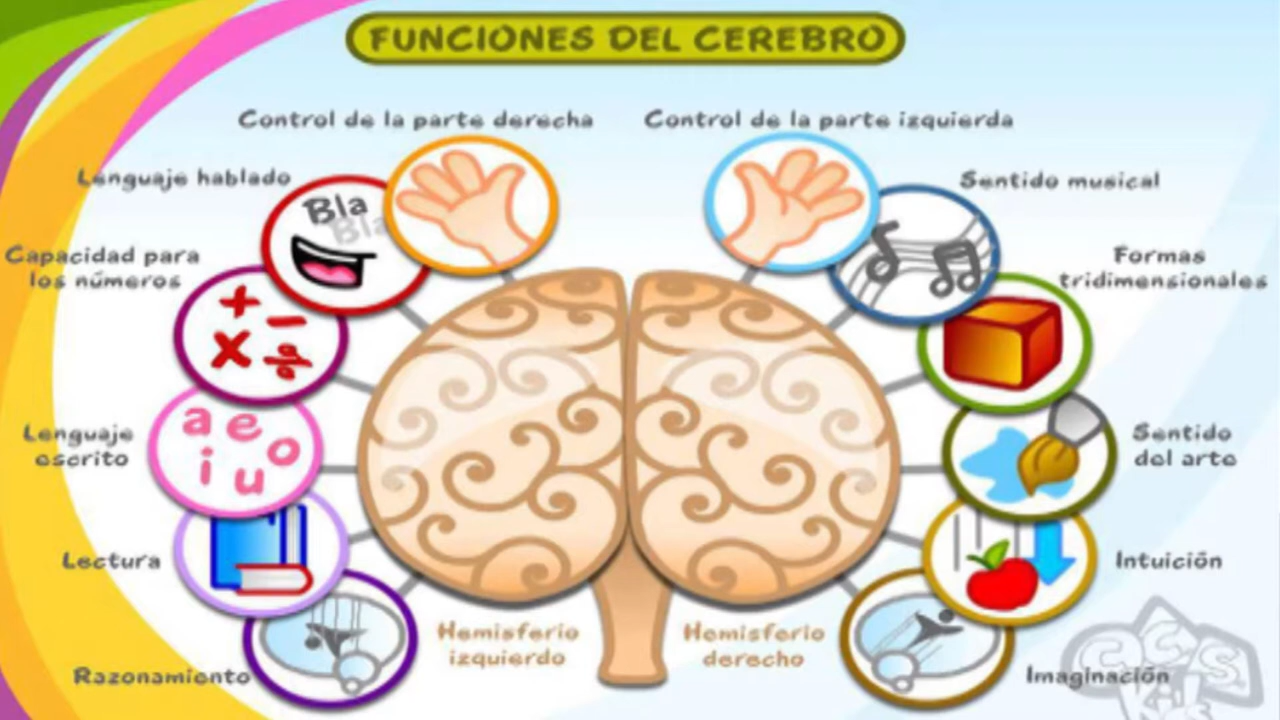 FUNCIONES DEL CEREBRO
Control de la parte derecha
Control de la parte izquierda
Lenguaje hablado
Sentido musical
Bla
Bla
Capacidad para
los números
Formas
tridimensionales
+ −
x ÷
Lenguaje
escrito
a e o
i u
Sentido
del arte
Lectura
Intuición
Hemisferio
izquierdo
Hemisferio
derecho
Razonamiento
Imaginación